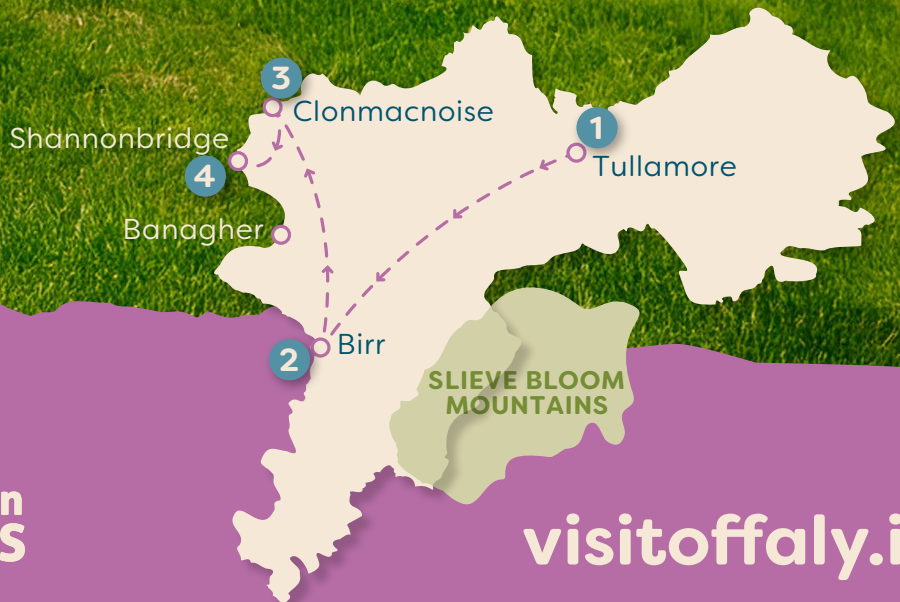 3
Clonmacnoise
1
Shannonbridge
Tullamore
4
Banagher
Birr
2
SLIEVE BLOOM
MOUNTAINS
n
S
visitoffaly.i